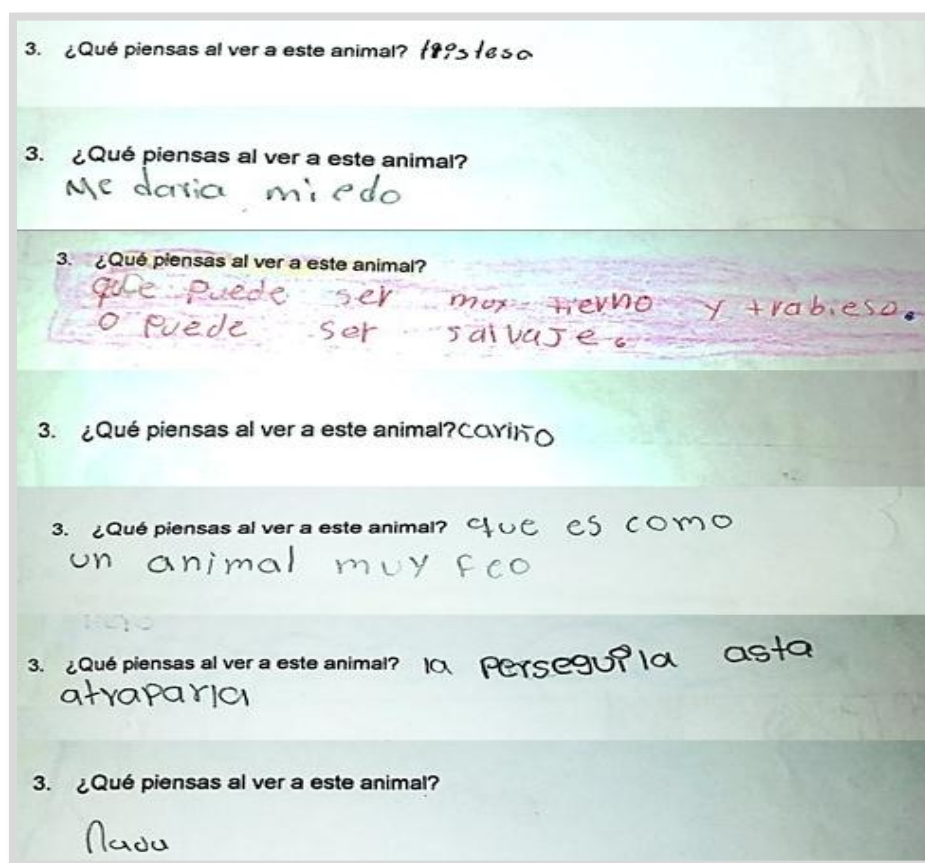 3. ¿Qué piensas al ver a este animal? tristesa
3. ¿Qué piensas al ver a este animal?
Me daria miedo
3. ¿Qué piensas al ver a este animal?
que puede ser muy tierno y trabieso.
o puede ser salvaje.
3. ¿Qué piensas al ver a este animal? cariño
3. ¿Qué piensas al ver a este animal? que es como
un animal muy feo
3. ¿Qué piensas al ver a este animal? la perseguila asta
atraparla
3. ¿Qué piensas al ver a este animal?
Nada